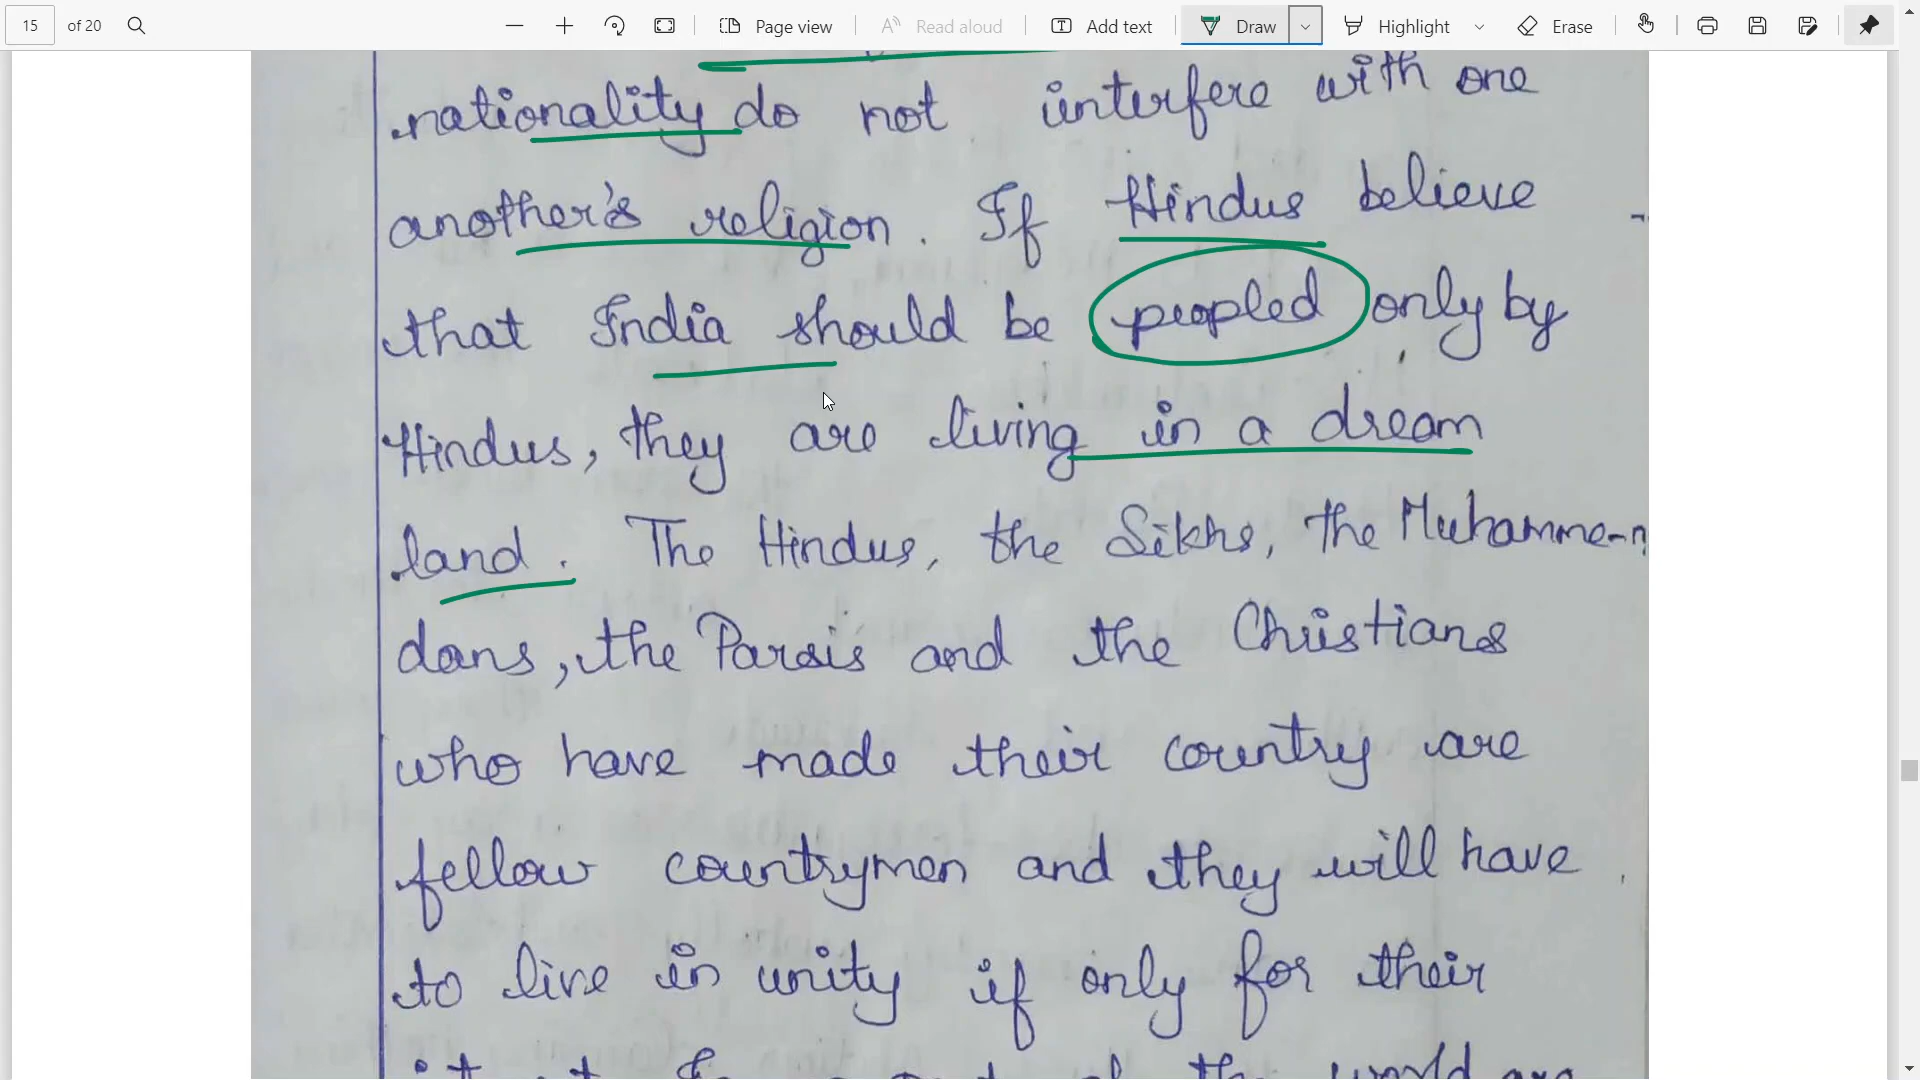 15 of 20 Page view Read aloud Add text Draw Highlight Erase
nationality do not interfere with one
another's religion. If Hindus believe
that India should be peopled only by
Hindus, they are living in a dream
land. The Hindus, the Sikhs, the Muhamme-
dans, the Parsis and the Christians
who have made their country are
fellow countrymen and they will have
to live in unity if only for their